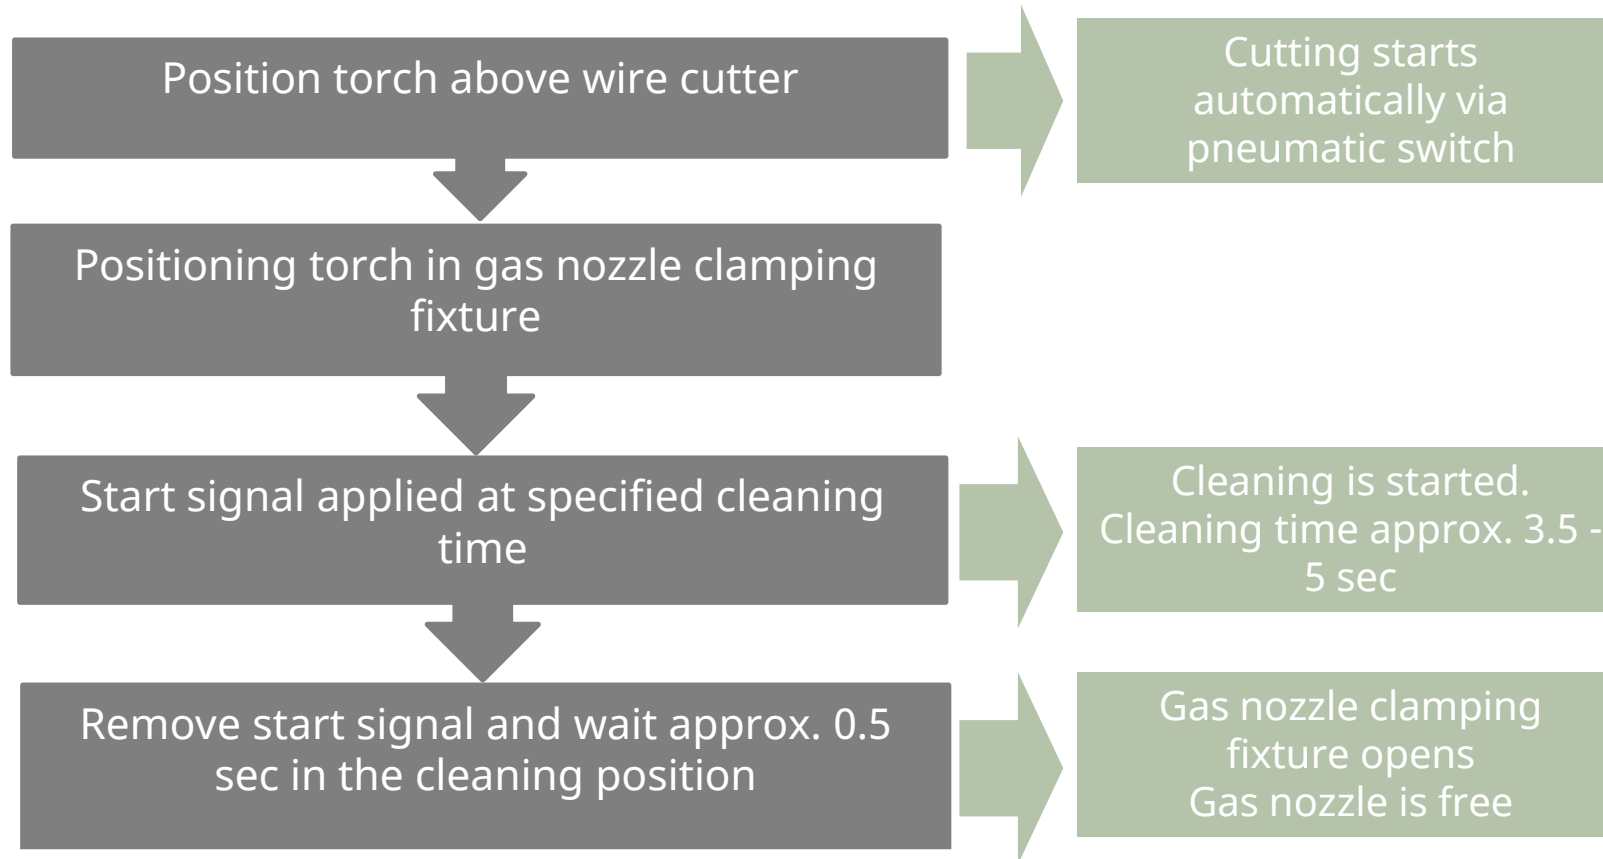 Position torch above wire cutter
Cutting starts
automatically via
pneumatic switch
Positioning torch in gas nozzle clamping
fixture
Start signal applied at specified cleaning
time
Cleaning is started.
Cleaning time approx. 3.5 -
5 sec
Remove start signal and wait approx. 0.5
sec in the cleaning position
Gas nozzle clamping
fixture opens
Gas nozzle is free